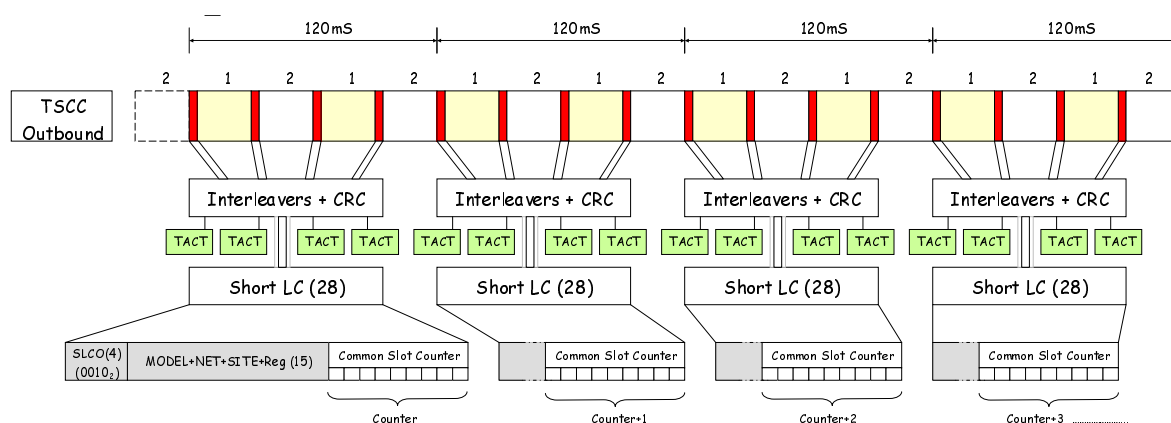 120mS 120mS 120mS 120mS
2 1 2 1 2 1 2 1 2 1 2 1 2 1 2 1 2
TSCC
Outbound
Interleavers + CRC Interleavers + CRC Interleavers + CRC Interleavers + CRC
TACT TACT TACT TACT TACT TACT TACT TACT TACT TACT TACT TACT TACT TACT TACT TACT
Short LC (28) Short LC (28) Short LC (28) Short LC (28)
SLCO(4)
(0010₂)
MODEL+NET+SITE+Reg (15)
Common Slot Counter Common Slot Counter Common Slot Counter Common Slot Counter
Counter Counter+1 Counter+2 Counter+3 ..................